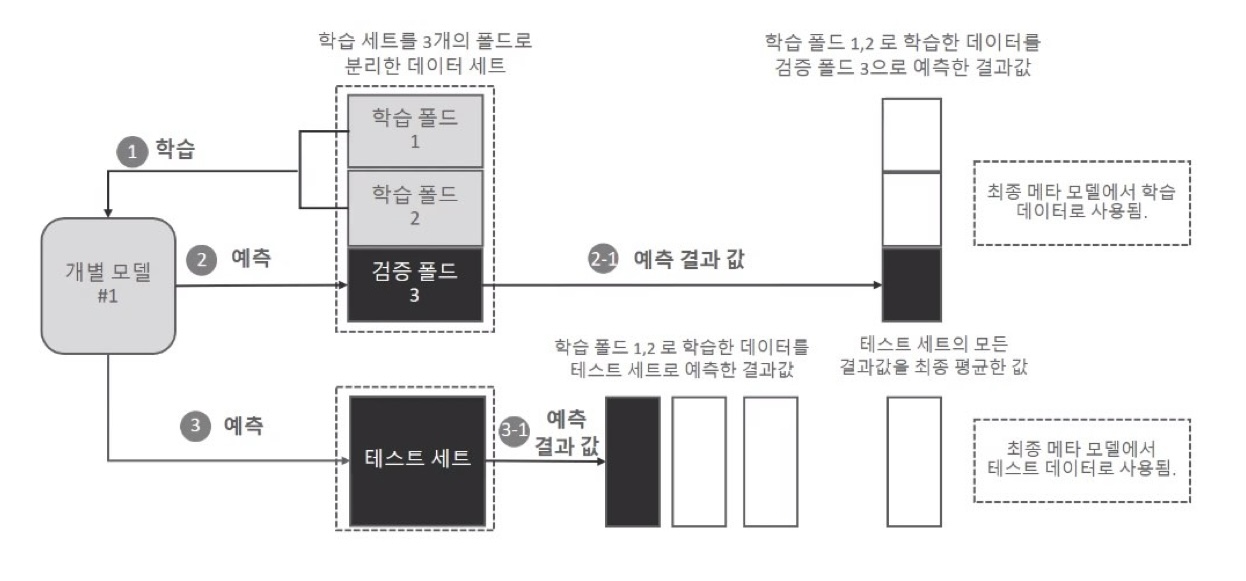 학습 세트를 3개의 폴드로
분리한 데이터 세트
학습 폴드 1,2 로 학습한 데이터를
검증 폴드 3으로 예측한 결과값
학습 폴드
1
1 학습
최종 메타 모델에서 학습
데이터로 사용됨.
학습 폴드
2
개별 모델
#1
2 예측
검증 폴드
3
2-1 예측 결과 값
학습 폴드 1,2 로 학습한 데이터를
테스트 세트로 예측한 결과값
테스트 세트의 모든
결과값을 최종 평균한 값
3 예측
테스트 세트
3-1 예측
결과 값
최종 메타 모델에서
테스트 데이터로 사용됨.